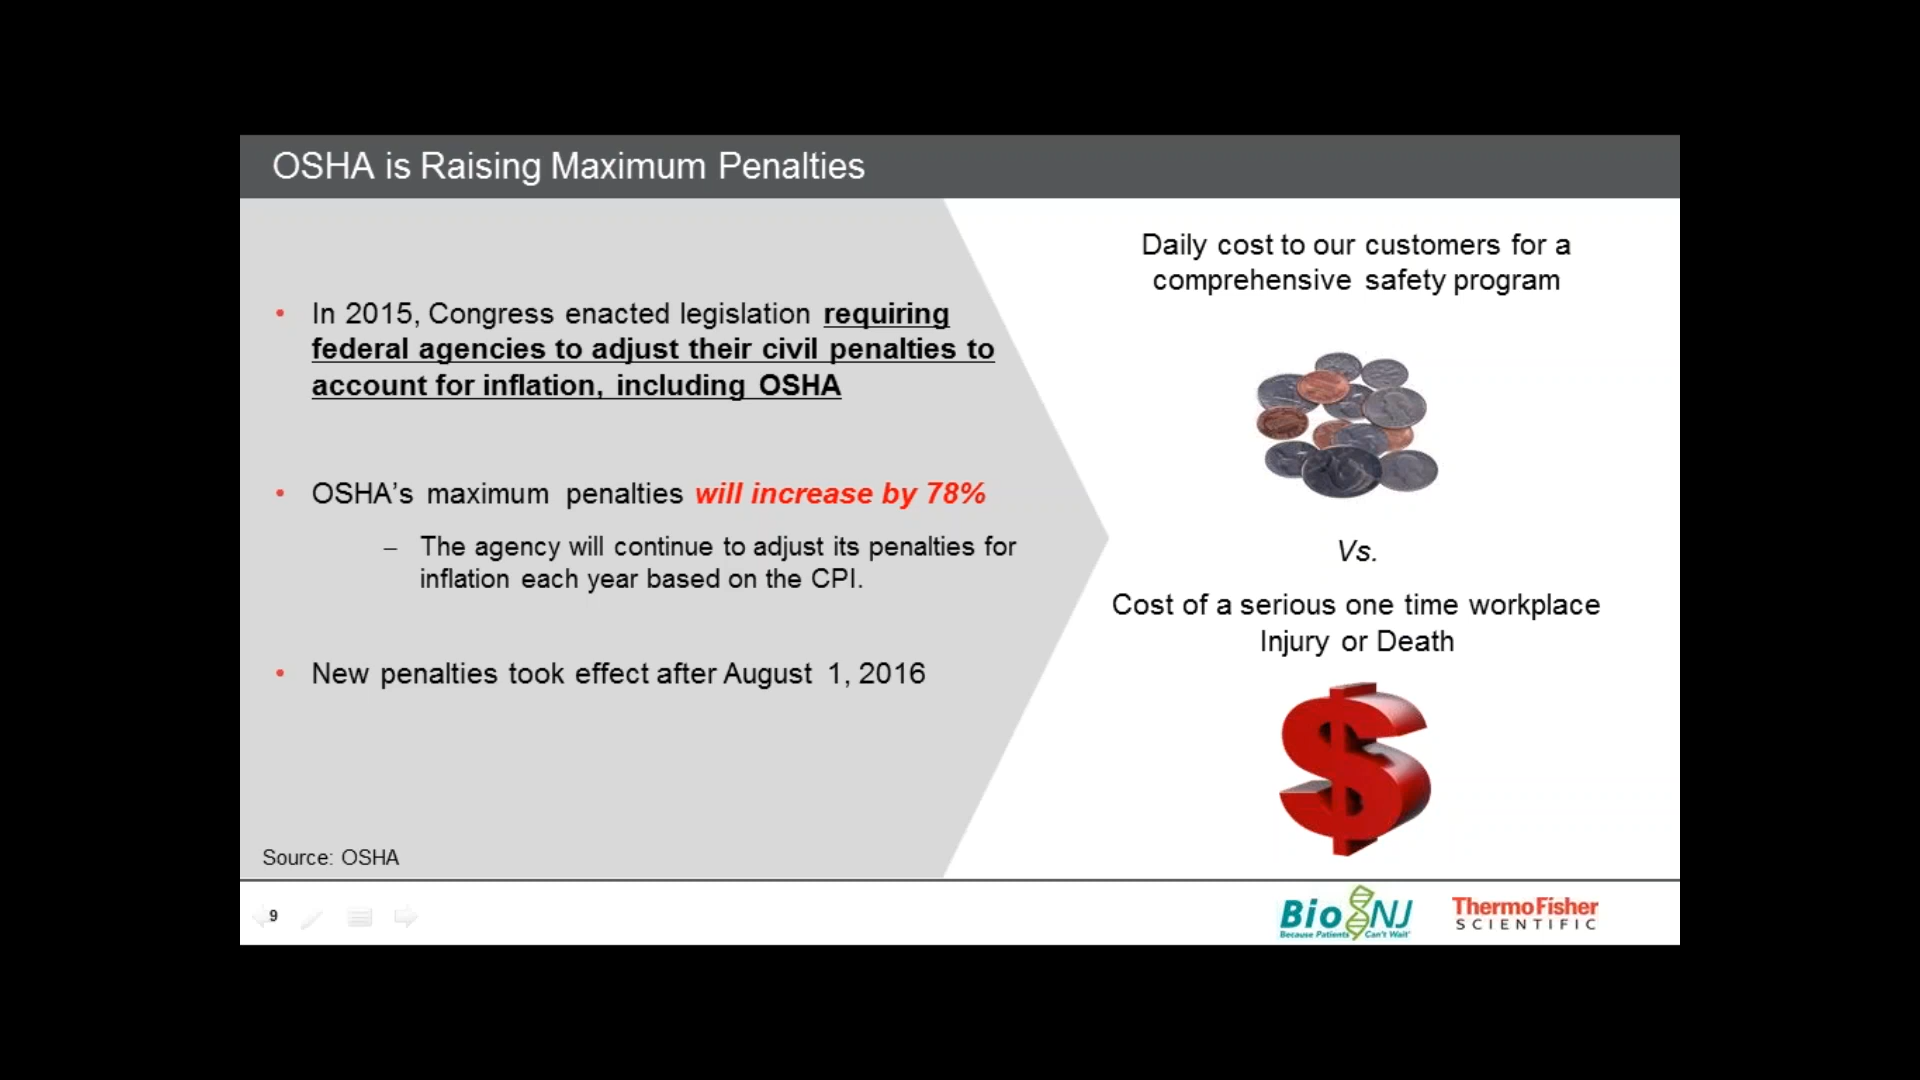 OSHA is Raising Maximum Penalties
• In 2015, Congress enacted legislation requiring
federal agencies to adjust their civil penalties to
account for inflation, including OSHA
• OSHA’s maximum penalties will increase by 78%
– The agency will continue to adjust its penalties for
inflation each year based on the CPI.
• New penalties took effect after August 1, 2016
Source: OSHA
Daily cost to our customers for a
comprehensive safety program
Vs.
Cost of a serious one time workplace
Injury or Death
$
9
BioNJ
Because Patients Can't Wait
ThermoFisher
SCIENTIFIC